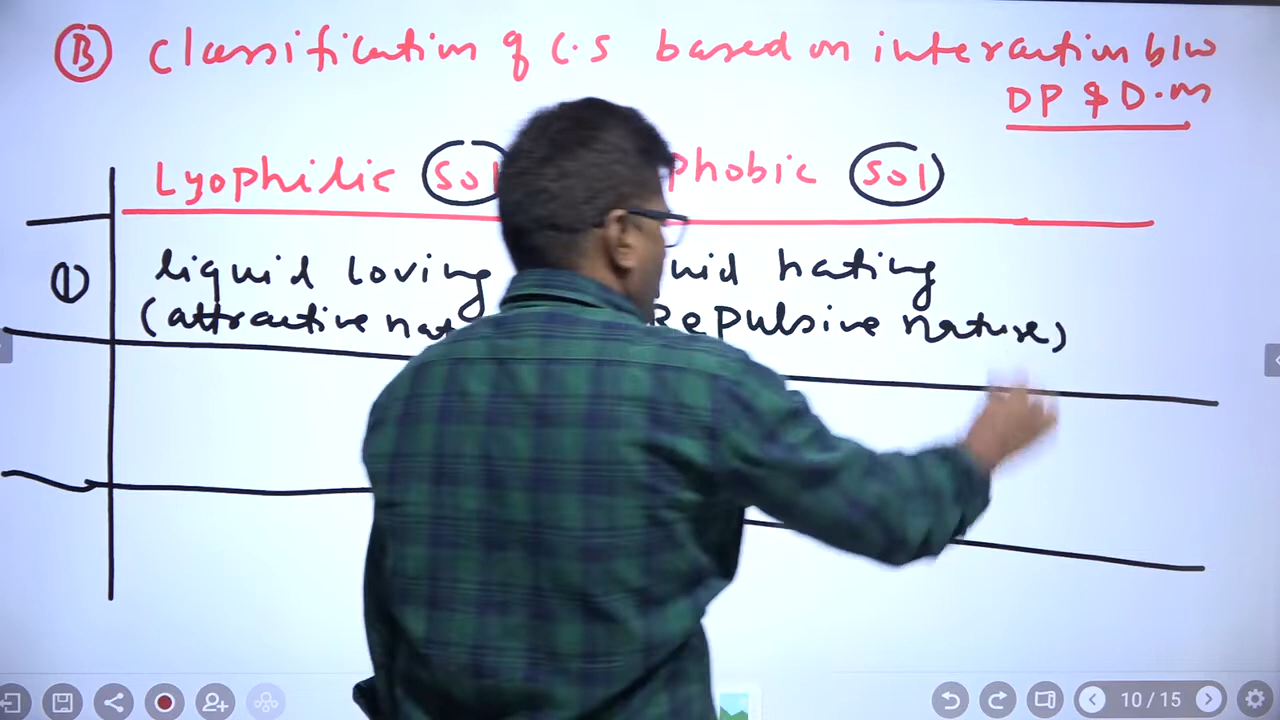 B Classification of C.S based on interaction b/w
DP & D.m
Lyophilic Sol phobic Sol
1 liquid loving hating
(attractive Repulsive nature)
10 / 15